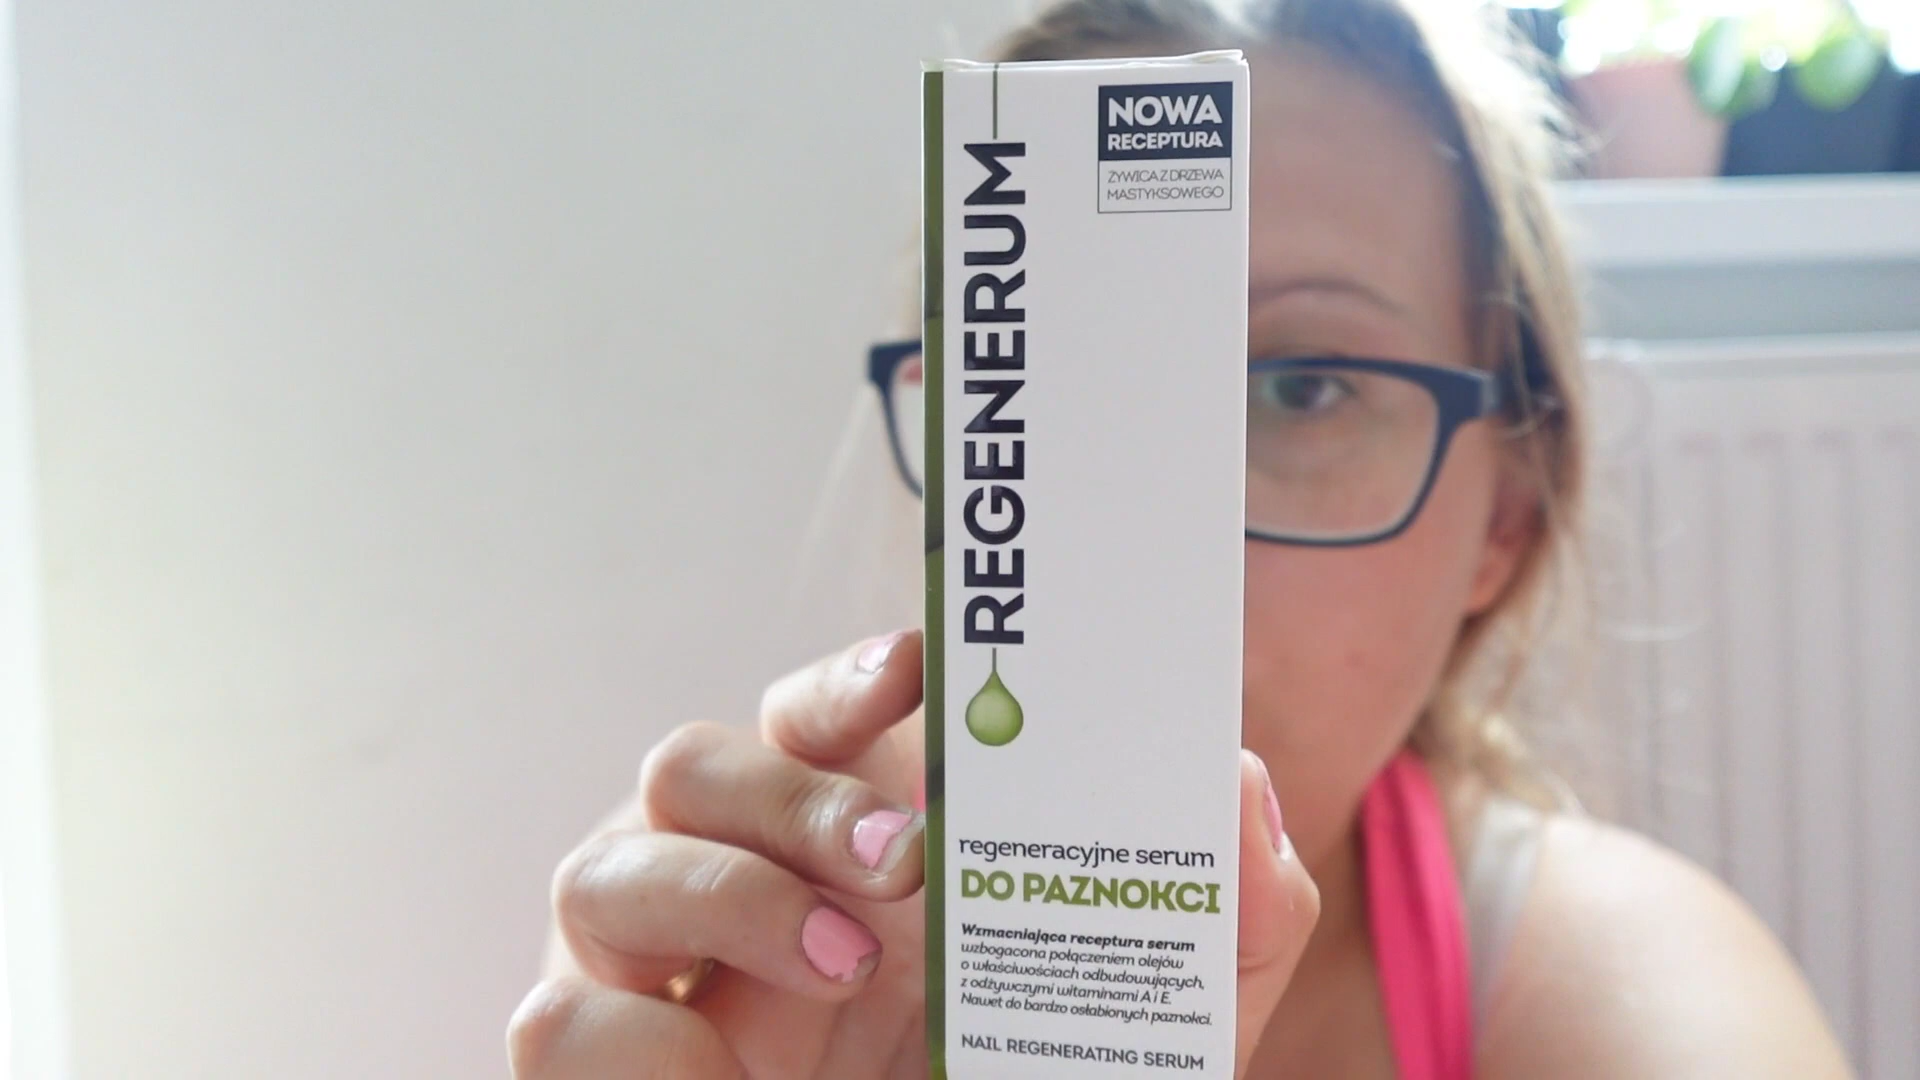 NOWA
RECEPTURA
ŻYWICA Z DRZEWA
MASTYKSOWEGO
REGENERUM
regeneracyjne serum
DO PAZNOKCI
Wzmacniająca receptura serum
wzbogacona połączeniem olejów
o właściwościach odbudowujących,
z odżywczymi witaminami A i E.
Nawet do bardzo osłabionych paznokci.
NAIL REGENERATING SERUM